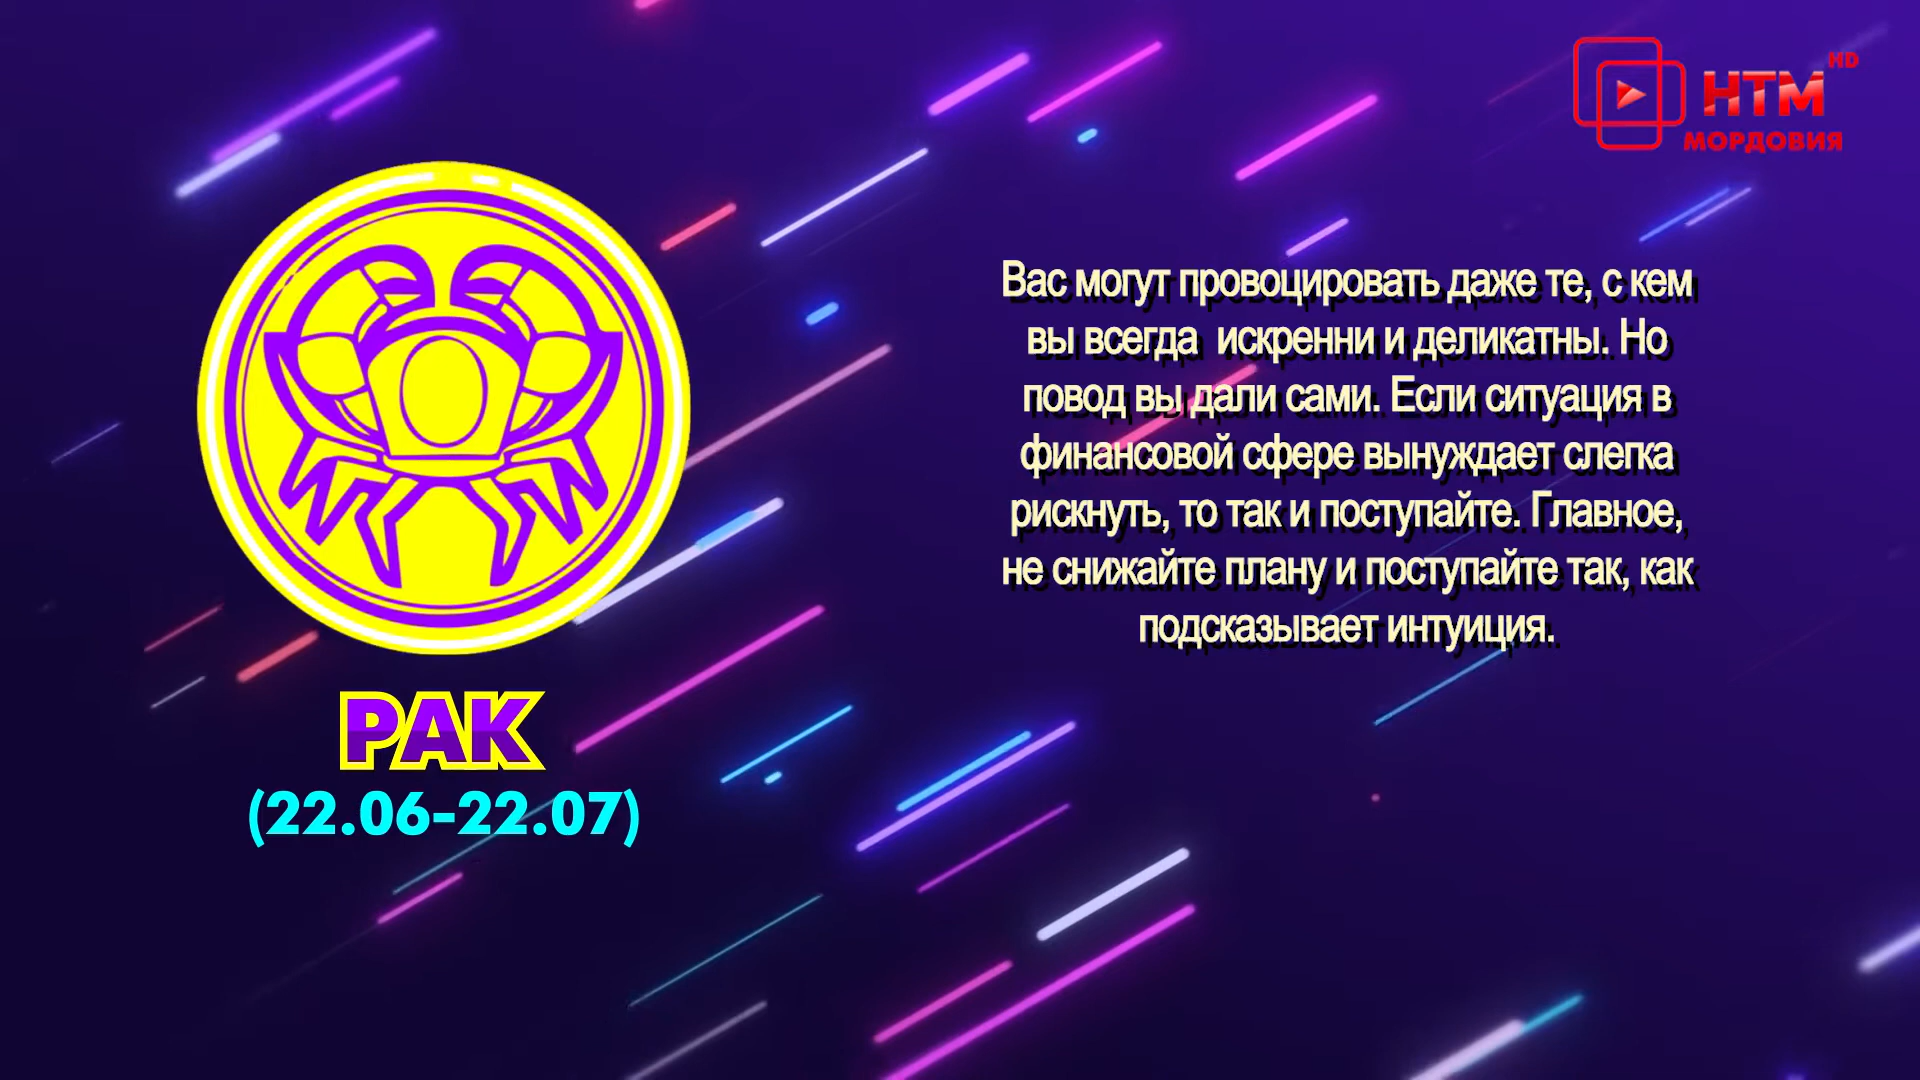 НТМ HD
МОРДОВИЯ
Вас могут провоцировать даже те, с кем
вы всегда искренни и деликатны. Но
повод вы дали сами. Если ситуация в
финансовой сфере вынуждает слегка
рискнуть, то так и поступайте. Главное,
не снижайте плану и поступайте так, как
подсказывает интуиция.
РАК
(22.06-22.07)